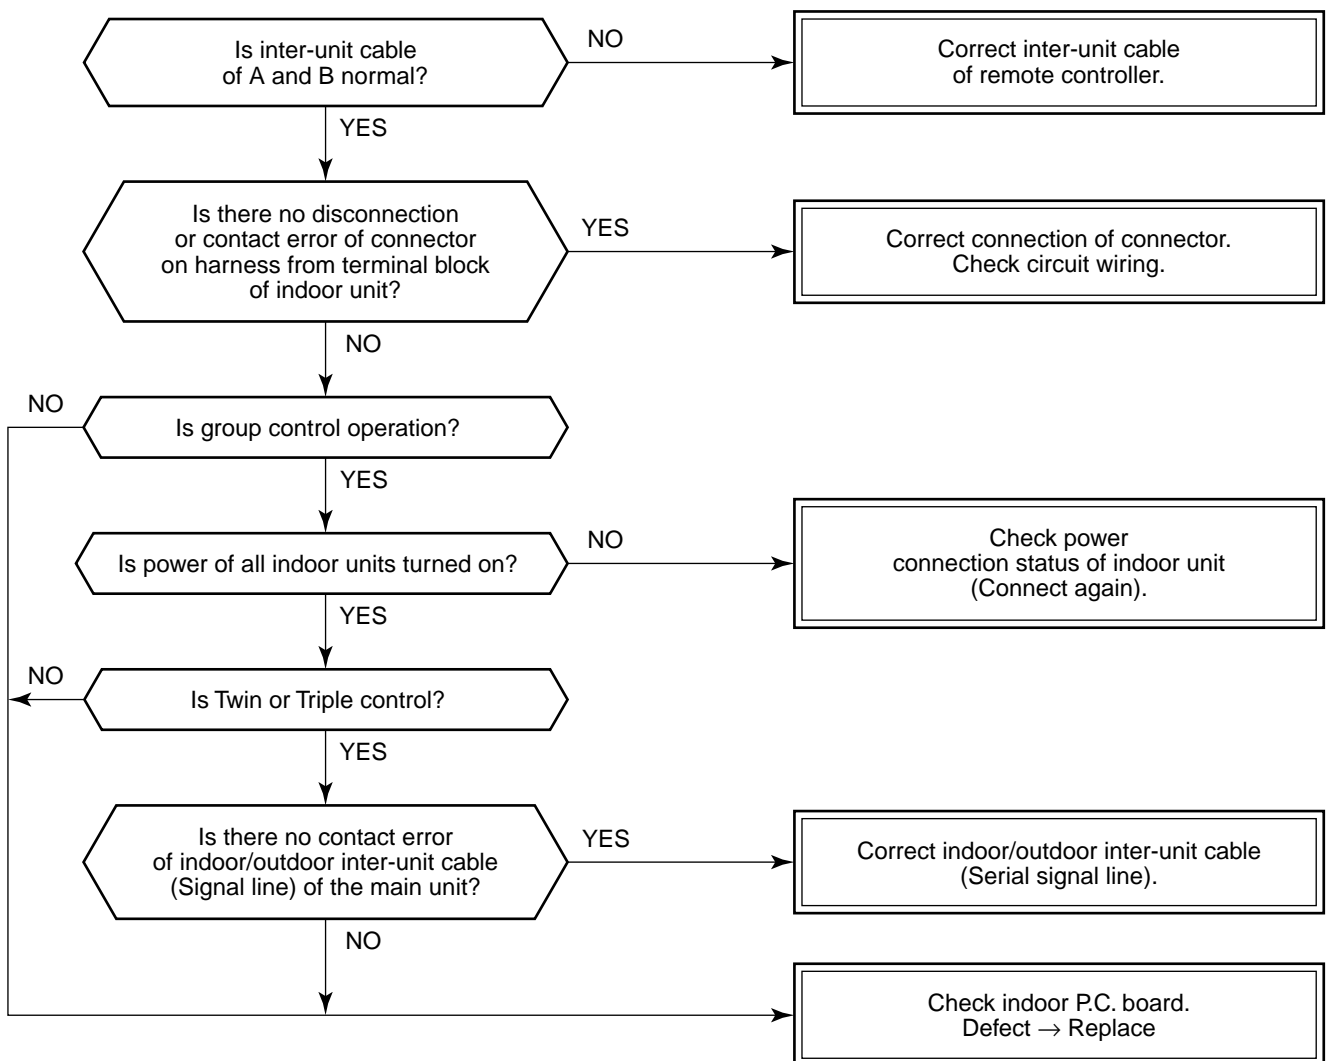 Is inter-unit cable
of A and B normal?
NO
Correct inter-unit cable
of remote controller.
YES
Is there no disconnection
or contact error of connector
on harness from terminal block
of indoor unit?
YES
Correct connection of connector.
Check circuit wiring.
NO
NO
Is group control operation?
YES
Is power of all indoor units turned on?
NO
Check power
connection status of indoor unit
(Connect again).
YES
NO
Is Twin or Triple control?
YES
Is there no contact error
of indoor/outdoor inter-unit cable
(Signal line) of the main unit?
YES
Correct indoor/outdoor inter-unit cable
(Serial signal line).
NO
Check indoor P.C. board.
Defect → Replace